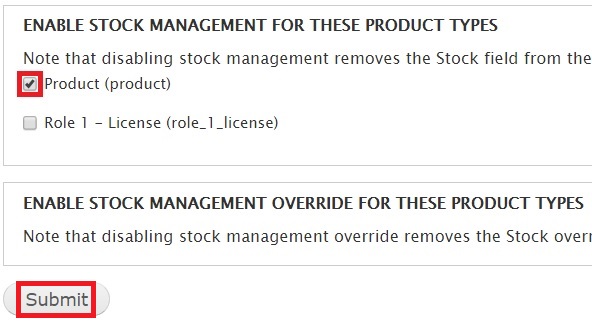 ENABLE STOCK MANAGEMENT FOR THESE PRODUCT TYPES
Note that disabling stock management removes the Stock field from the
Product (product)
Role 1 - License (role_1_license)
ENABLE STOCK MANAGEMENT OVERRIDE FOR THESE PRODUCT TYPES
Note that disabling stock management override removes the Stock
Submit